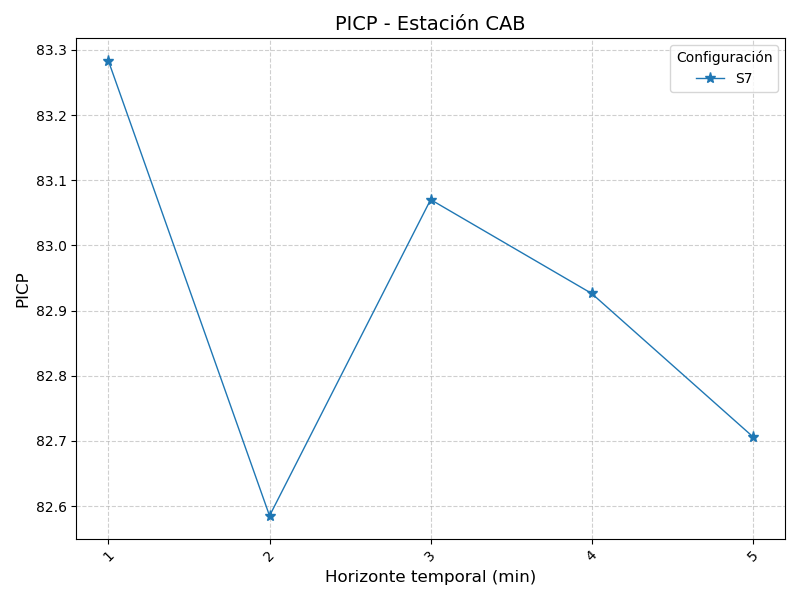 PICP - Estación CAB
Configuración
S7
PICP
83.3
83.2
83.1
83.0
82.9
82.8
82.7
82.6
1 2 3 4 5
Horizonte temporal (min)